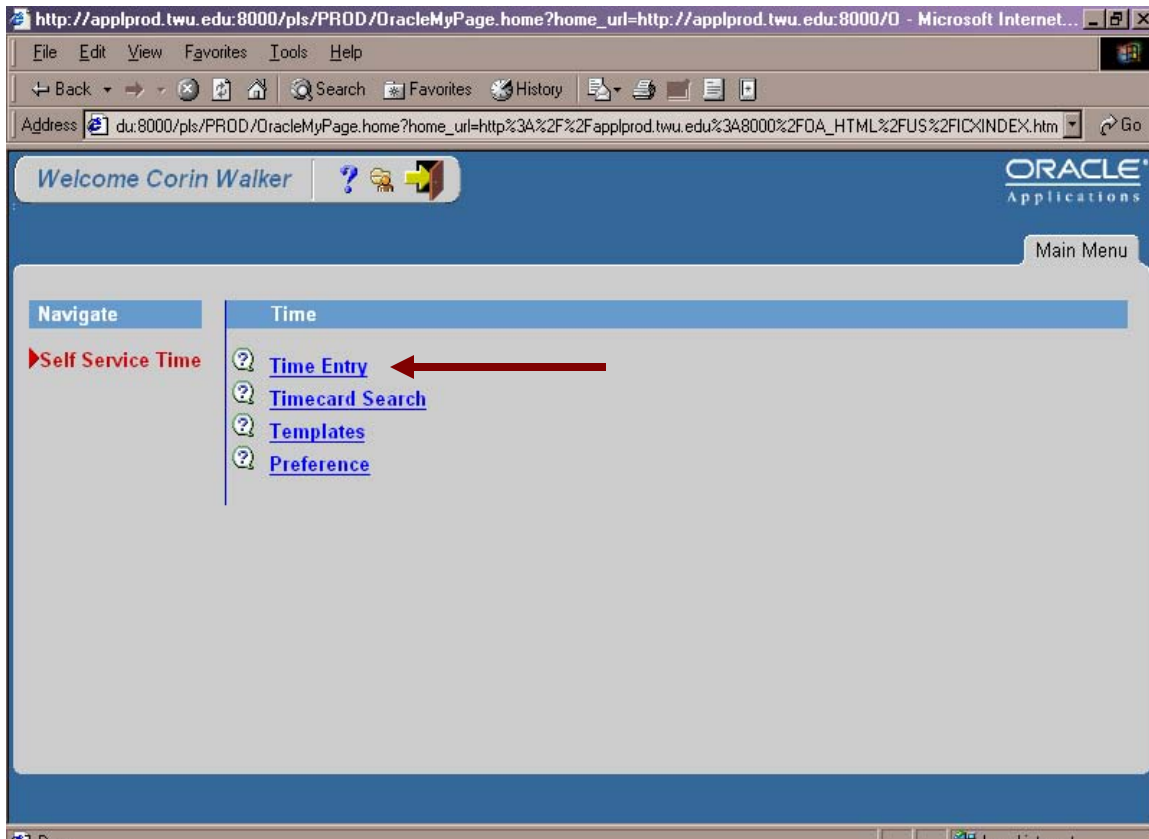 http://applprod.twu.edu:8000/pls/PROD/OracleMyPage.home?home_url=http://applprod.twu.edu:8000/O - Microsoft Internet...
File Edit View Favorites Tools Help
Back Search Favorites History
Address du:8000/pls/PROD/OracleMyPage.home?home_url=http%3A%2F%2Fapplprod.twu.edu%3A8000%2FOA_HTML%2FUS%2FICXINDEX.htm Go
Welcome Corin Walker
ORACLE
Applications
Main Menu
Navigate Time
Self Service Time
Time Entry
Timecard Search
Templates
Preference